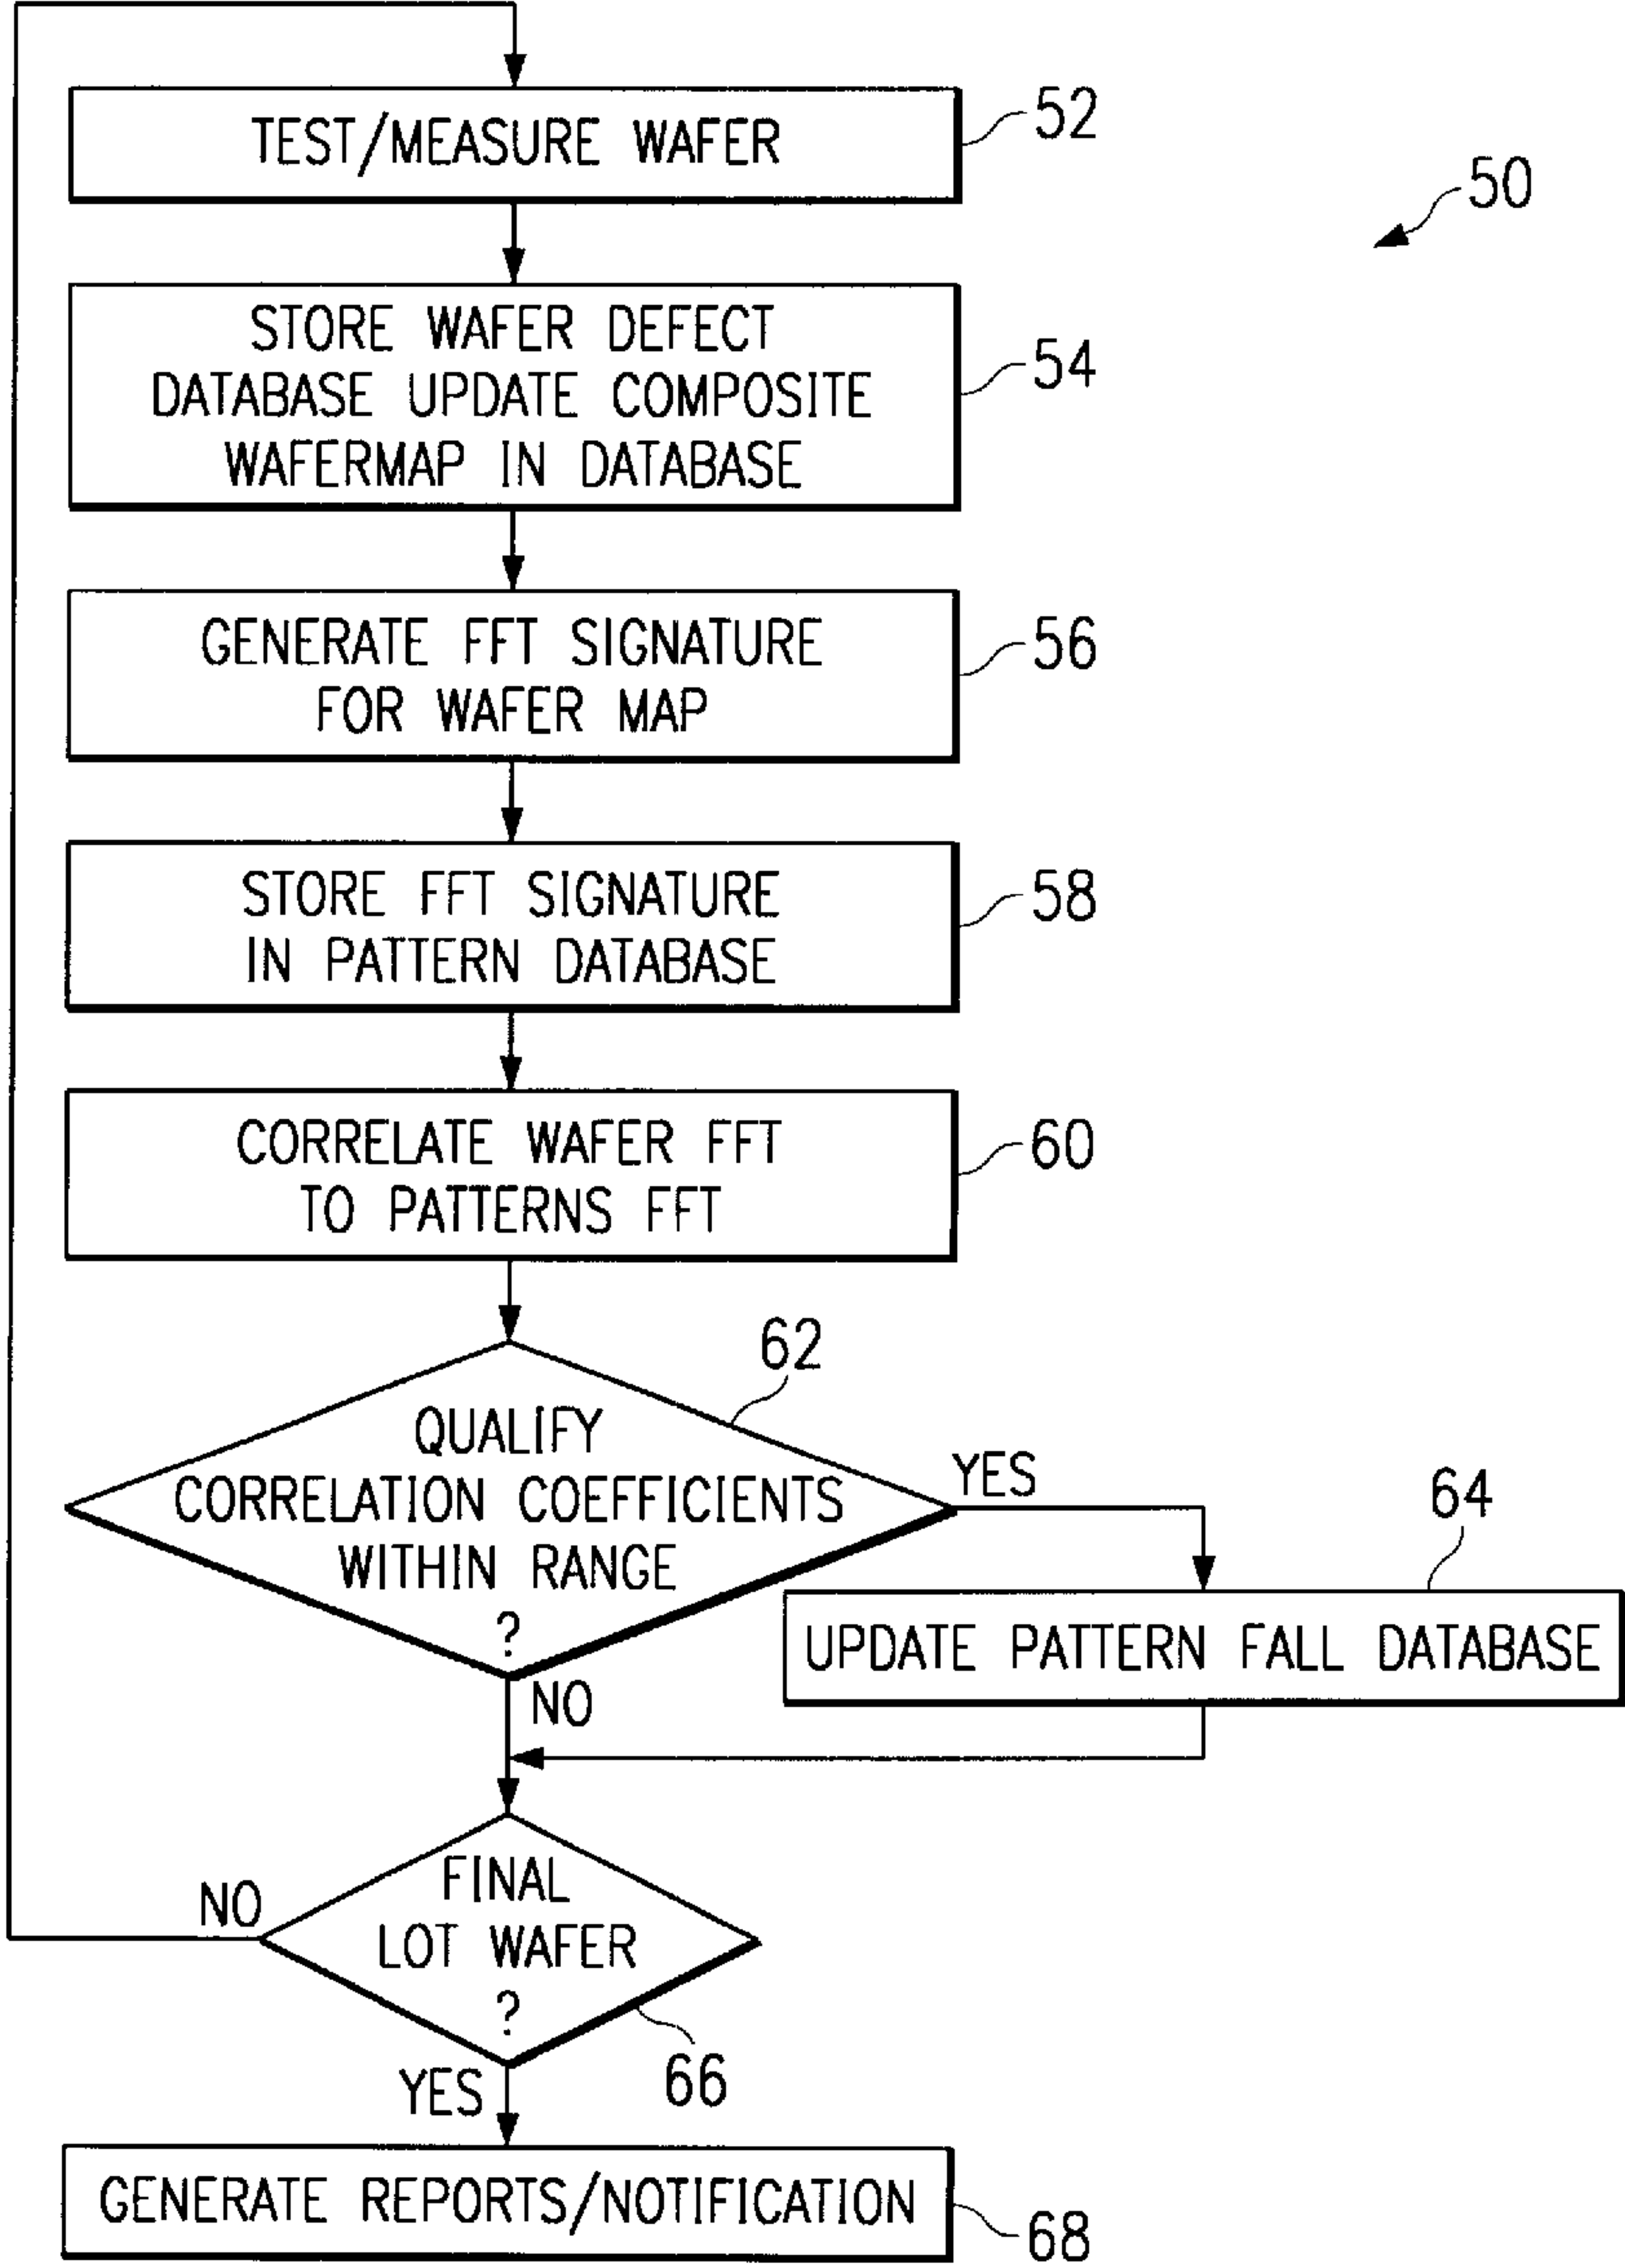 TEST/MEASURE WAFER
52
50
STORE WAFER DEFECT
DATABASE UPDATE COMPOSITE
WAFERMAP IN DATABASE
54
GENERATE FFT SIGNATURE
FOR WAFER MAP
56
STORE FFT SIGNATURE
IN PATTERN DATABASE
58
CORRELATE WAFER FFT
TO PATTERNS FFT
60
62
QUALIFY
CORRELATION COEFFICIENTS
WITHIN RANGE
?
YES
64
UPDATE PATTERN FALL DATABASE
NO
FINAL
LOT WAFER
?
NO
66
YES
GENERATE REPORTS/NOTIFICATION
68